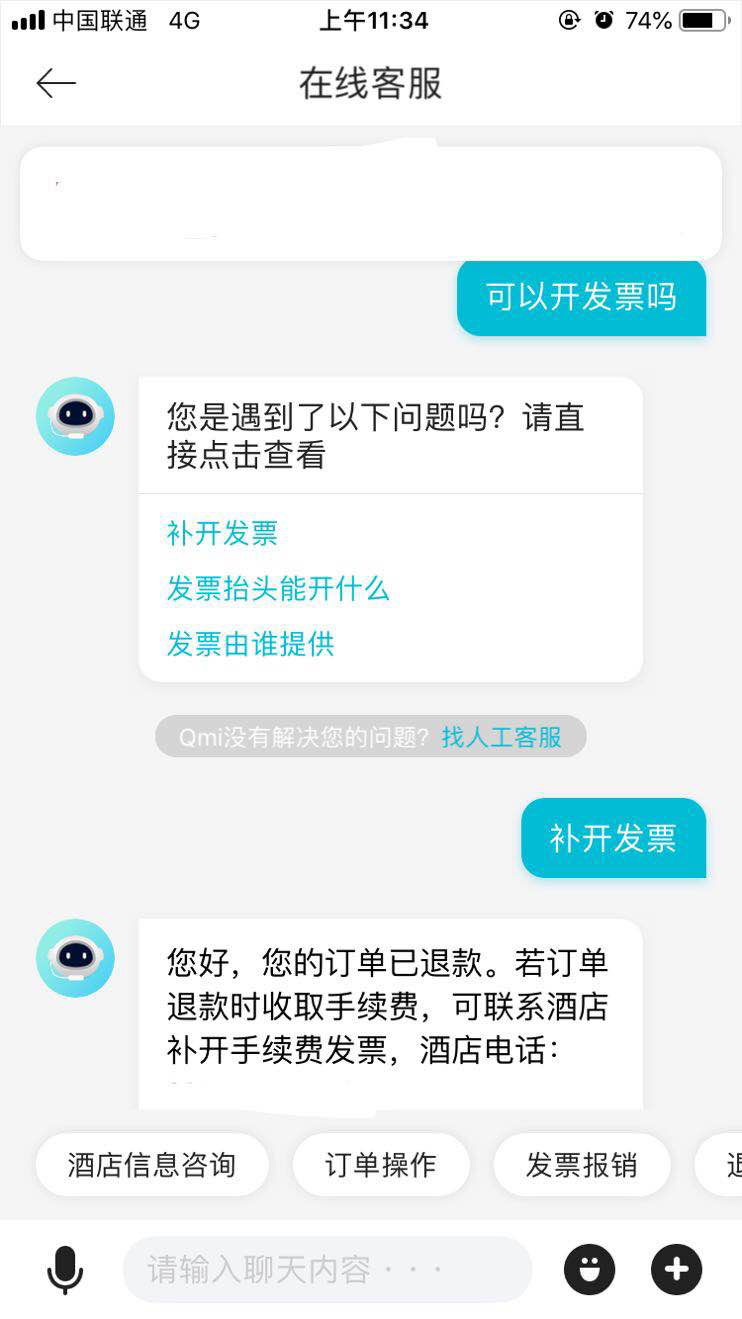 中国联通 4G 上午11:34 74%
在线客服
可以开发票吗
您是遇到了以下问题吗？请直
接点击查看
补开发票
发票抬头能开什么
发票由谁提供
Qmi没有解决您的问题？找人工客服
补开发票
您好，您的订单已退款。若订单
退款时收取手续费，可联系酒店
补开手续费发票，酒店电话：
酒店信息咨询 订单操作 发票报销
请输入聊天内容···